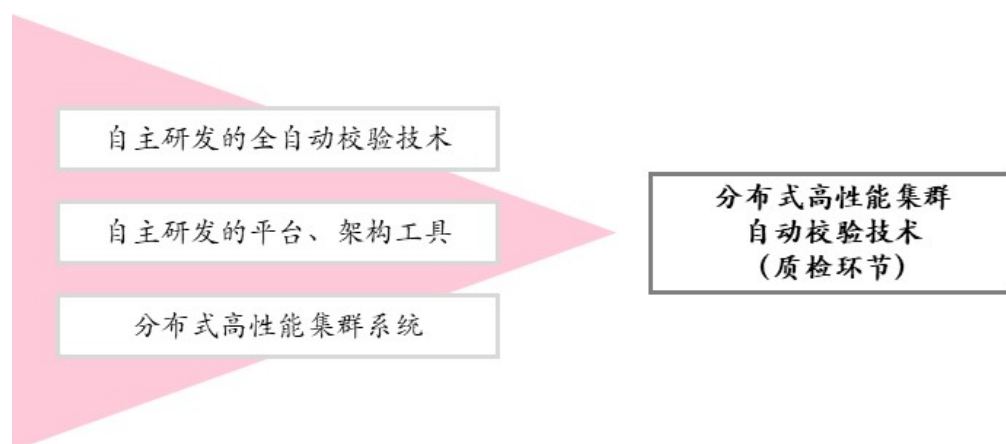 自主研发的全自动校验技术
自主研发的平台、架构工具
分布式高性能集群系统
分布式高性能集群
自动校验技术
（质检环节）